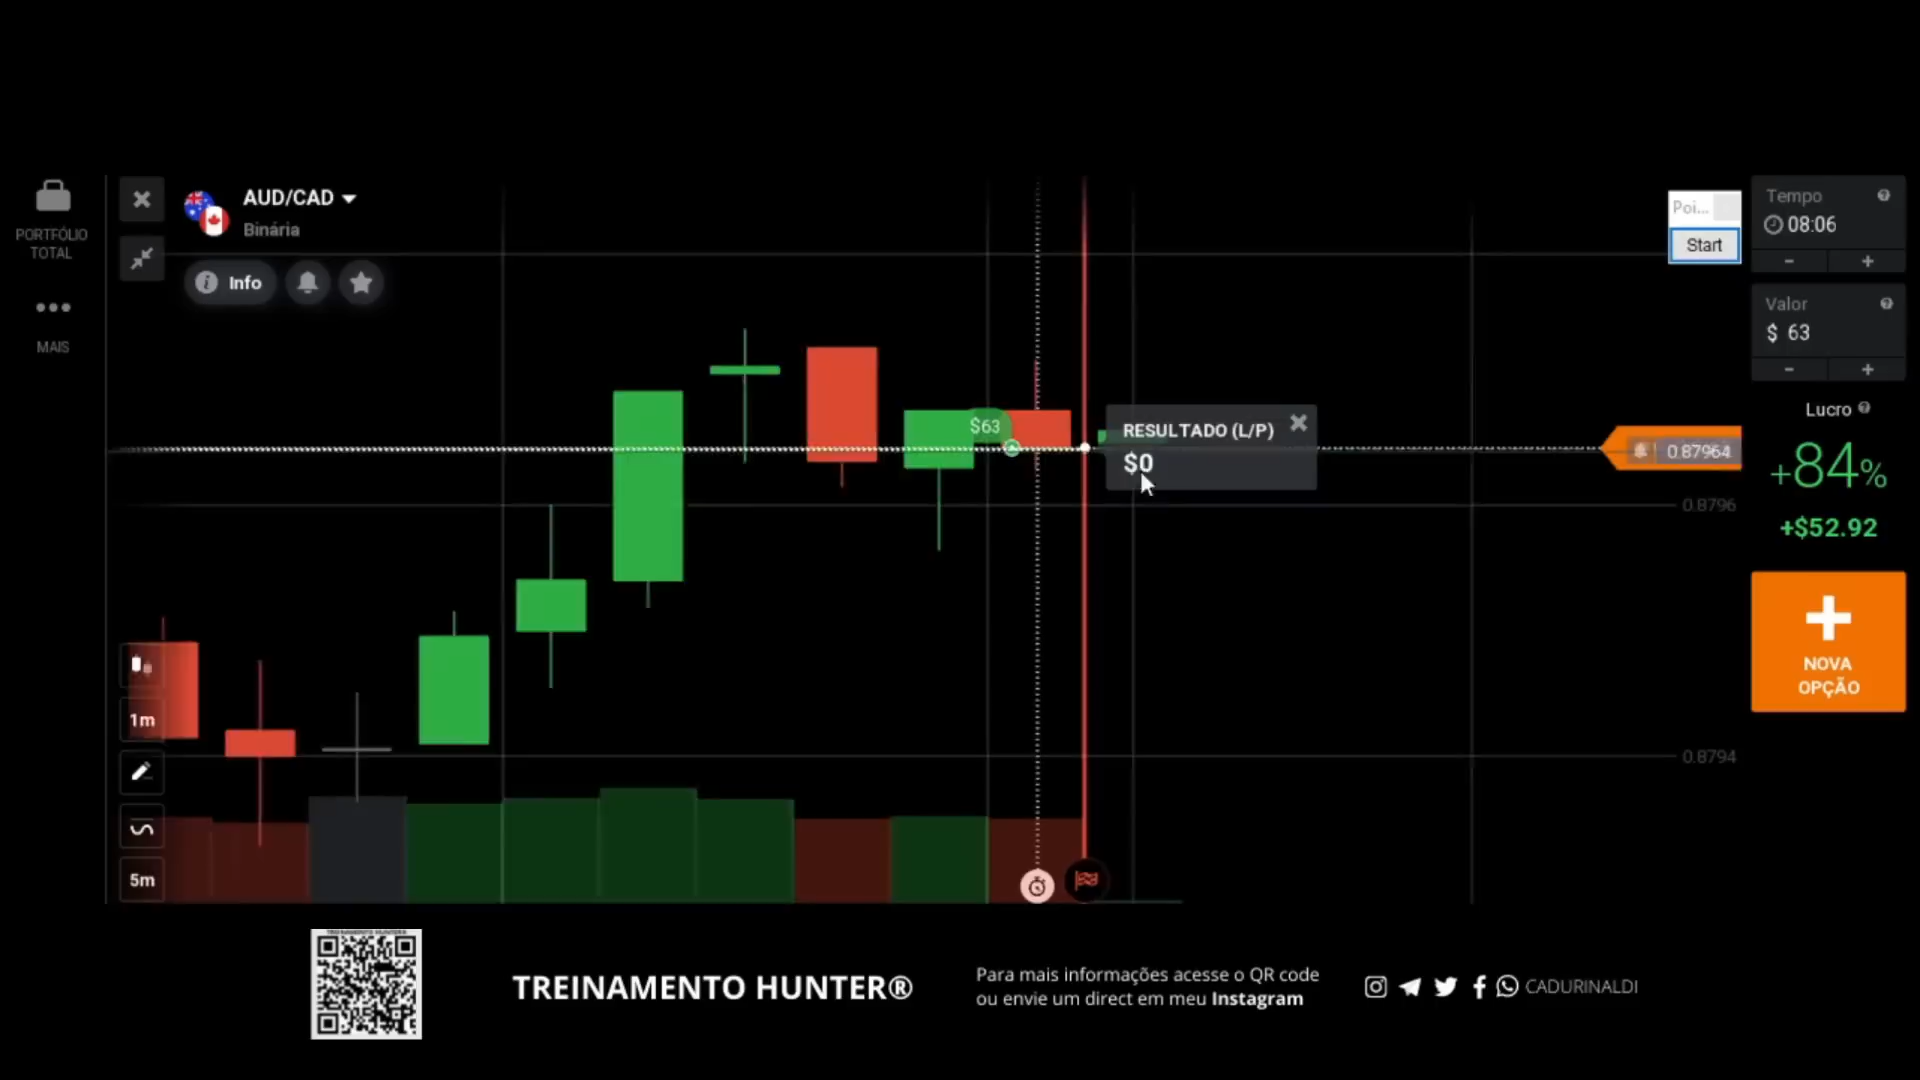 PORTFÓLIO
TOTAL
MAIS
AUD/CAD
Binária
Info
1m
5m
$63
RESULTADO (L/P)
$0
Poi...
Start
0.87964
0.8796
0.8794
Tempo
08:06
- +
Valor
$ 63
- +
Lucro
+84%
+$52.92
NOVA
OPÇÃO
TREINAMENTO HUNTER®
Para mais informações acesse o QR code
ou envie um direct em meu Instagram
CADURINALDI